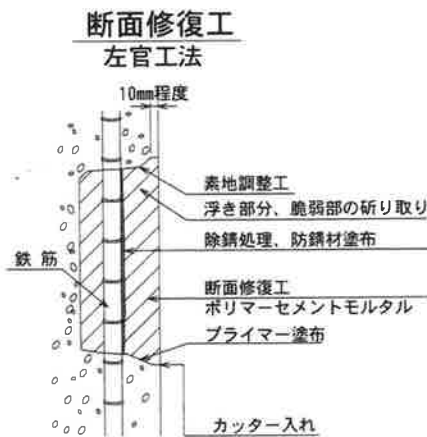 断面修復工
左官工法
10mm程度
素地調整工
浮き部分、脆弱部の斫り取り
除錆処理、防錆材塗布
鉄筋
断面修復工
ポリマーセメントモルタル
プライマー塗布
カッター入れ